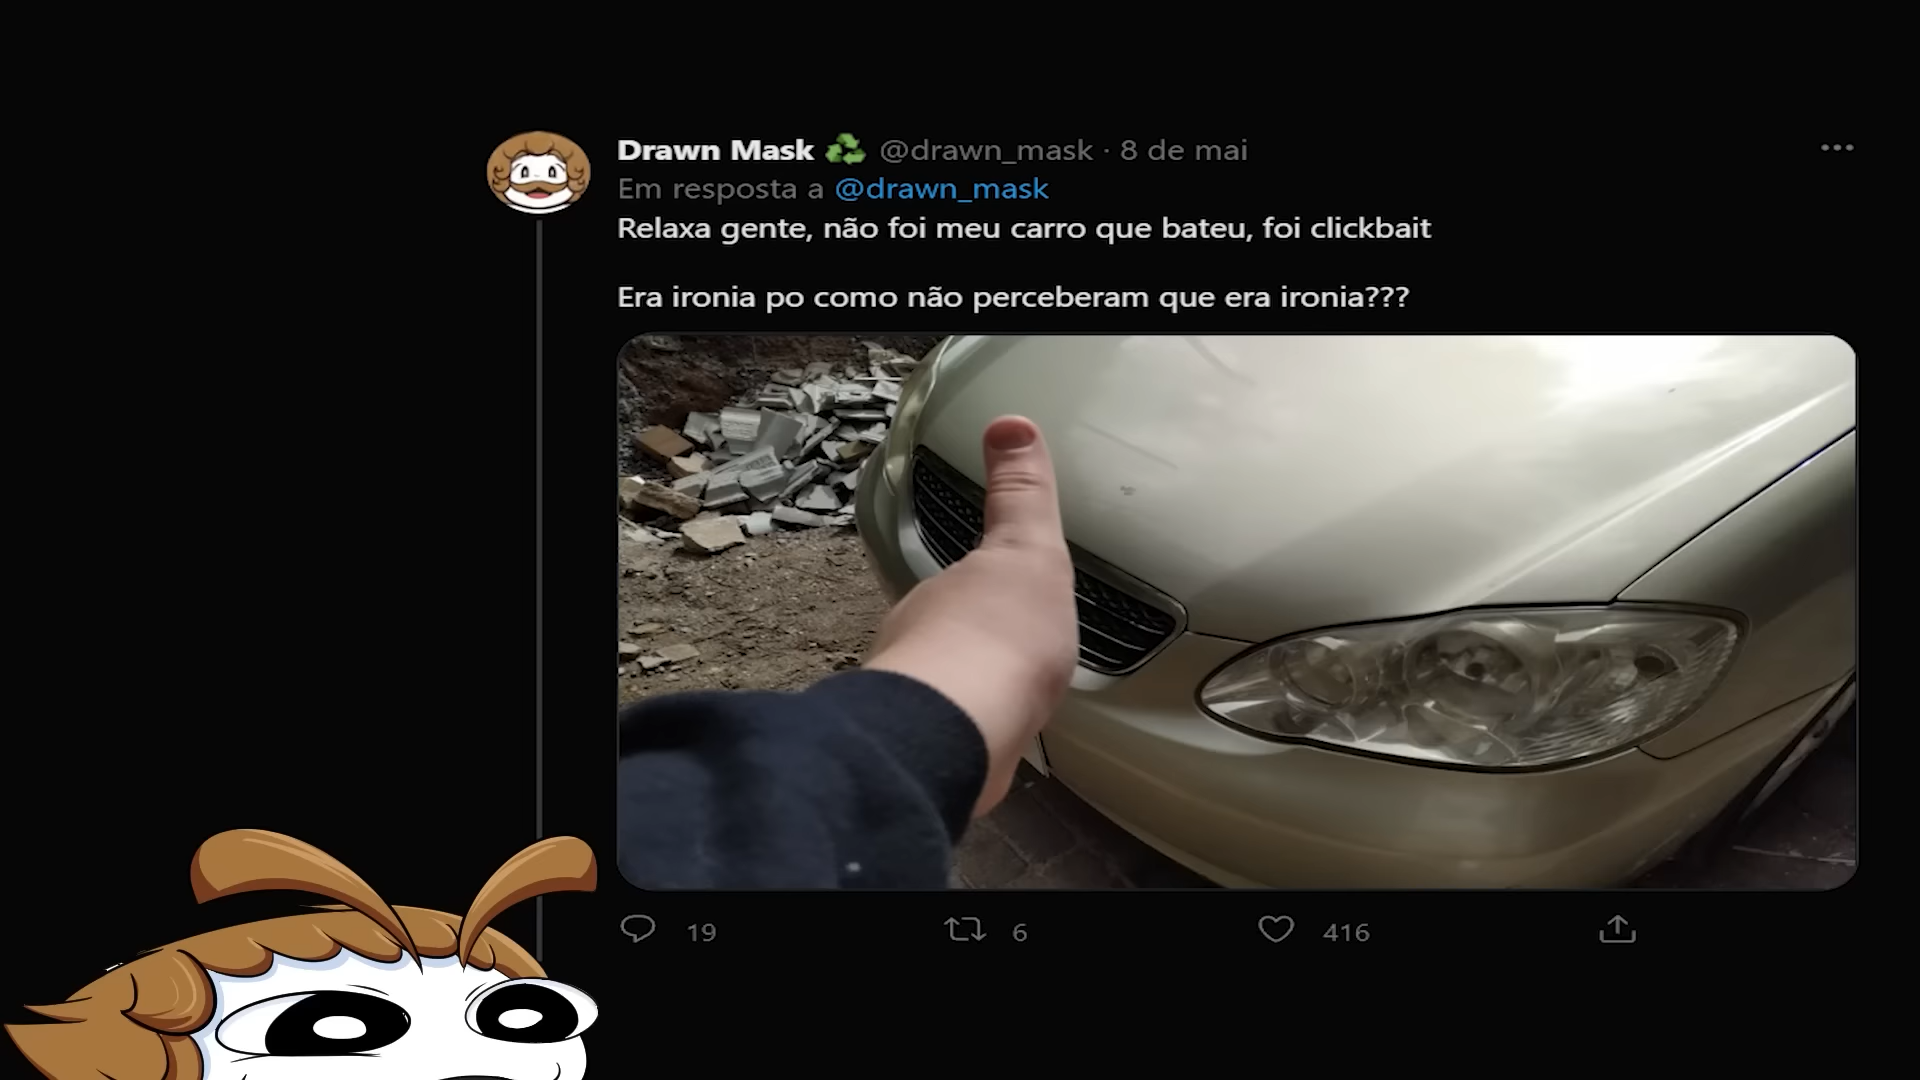 Drawn Mask ♻ @drawn_mask · 8 de mai
Em resposta a @drawn_mask
Relaxa gente, não foi meu carro que bateu, foi clickbait
Era ironia po como não perceberam que era ironia???
19 6 416